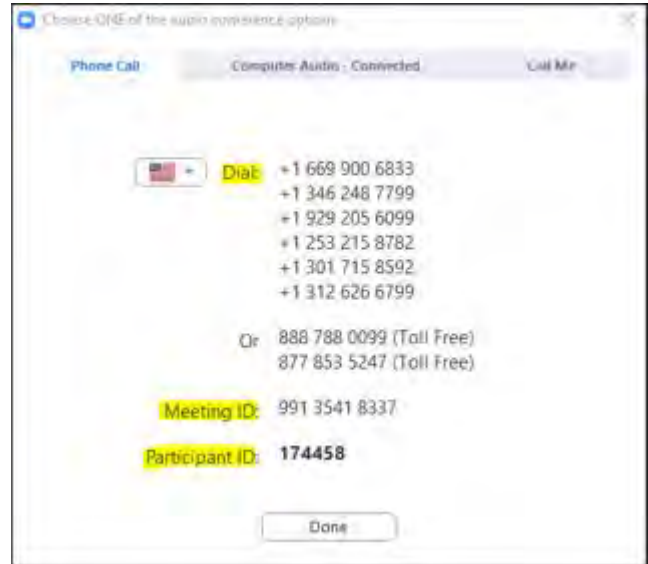 Choose ONE of the audio conference options
Phone Call Computer Audio - Connected Call Me
Dial: +1 669 900 6833
+1 346 248 7799
+1 929 205 6099
+1 253 215 8782
+1 301 715 8592
+1 312 626 6799
Or 888 788 0099 (Toll Free)
877 853 5247 (Toll Free)
Meeting ID: 991 3541 8337
Participant ID: 174458
Done